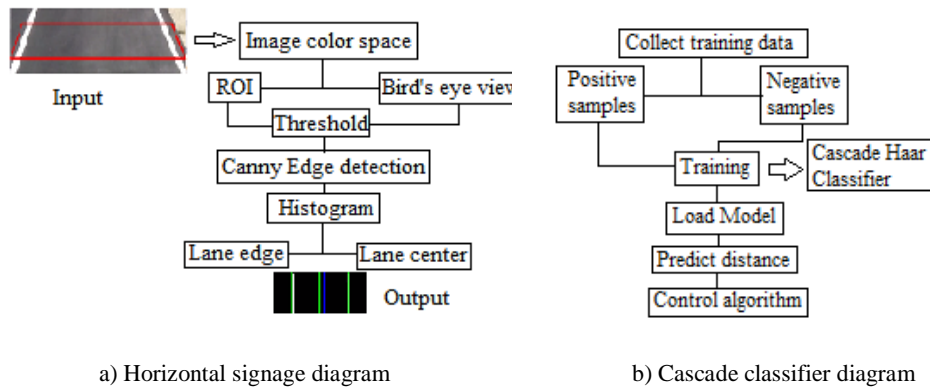 Input
Image color space
ROI
Bird's eye view
Threshold
Canny Edge detection
Histogram
Lane edge
Lane center
Output
a) Horizontal signage diagram
Collect training data
Positive
samples
Negative
samples
Training
Cascade Haar
Classifier
Load Model
Predict distance
Control algorithm
b) Cascade classifier diagram